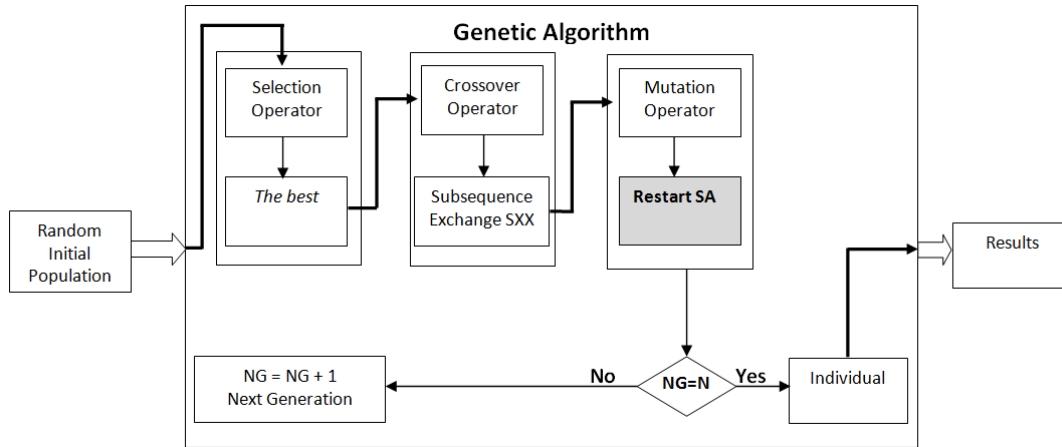 Genetic Algorithm
Selection
Operator
The best
Crossover
Operator
Subsequence
Exchange SXX
Mutation
Operator
Restart SA
Random
Initial
Population
Results
NG = NG + 1
Next Generation
No
NG=N
Yes
Individual